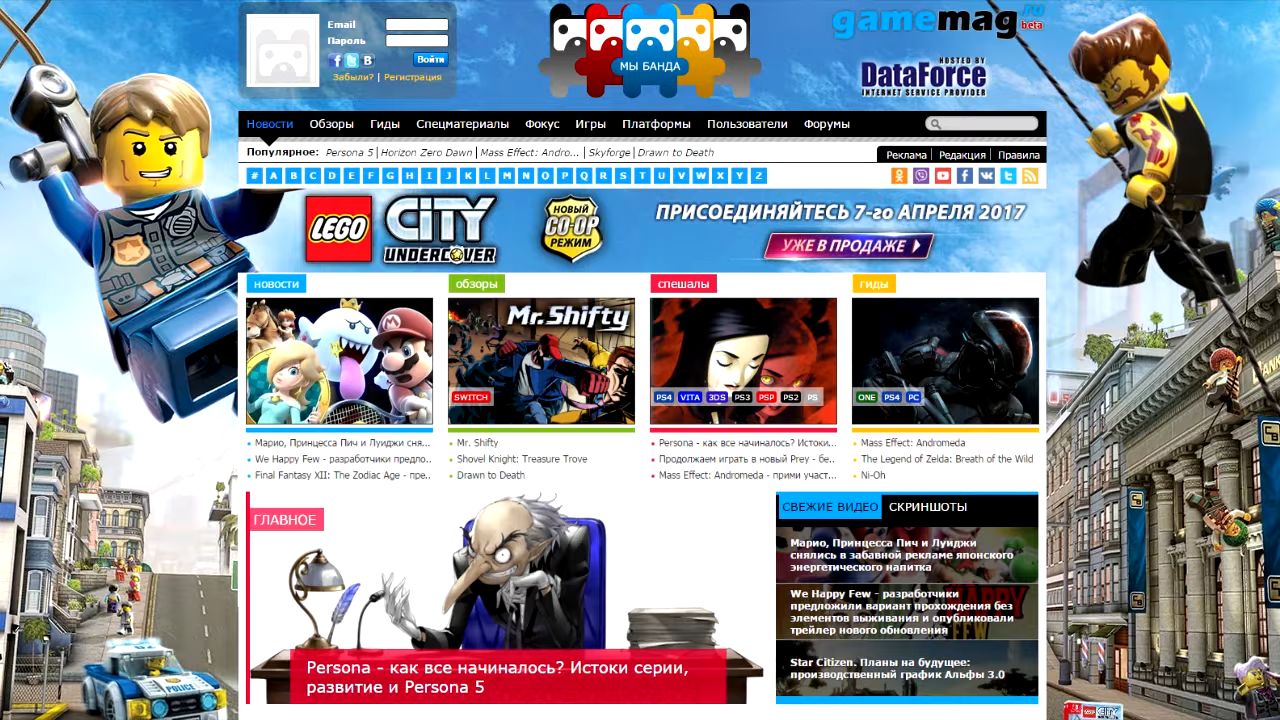 Email
Пароль
Войти
Забыли? | Регистрация
МЫ БАНДА
gamemag.ru
beta
HOSTED BY
DataForce
INTERNET SERVICE PROVIDER
Новости Обзоры Гиды Спецматериалы Фокус Игры Платформы Пользователи Форумы
Популярное: Persona 5 | Horizon Zero Dawn | Mass Effect: Andro... | Skyforge | Drawn to Death
Реклама | Редакция | Правила
# A B C D E F G H I J K L M N O P Q R S T U V W X Y Z
LEGO CITY UNDERCOVER
НОВЫЙ
CO-OP
РЕЖИМ
ПРИСОЕДИНЯЙТЕСЬ 7-го АПРЕЛЯ 2017
УЖЕ В ПРОДАЖЕ
новости
Марио, Принцесса Пич и Луиджи сня...
We Happy Few - разработчики предло..
Final Fantasy XII: The Zodiac Age - пре..
обзоры
Mr.Shifty
SWITCH
Mr. Shifty
Shovel Knight: Treasure Trove
Drawn to Death
спешалы
PS4 VITA 3DS PS3 PSP PS2 PS
Persona - как все начиналось? Истоки...
Продолжаем играть в новый Prey - бе..
Mass Effect: Andromeda - прими участ...
гиды
ONE PS4 PC
Mass Effect: Andromeda
The Legend of Zelda: Breath of the Wild
Ni-Oh
ГЛАВНОЕ
Persona - как все начиналось? Истоки серии,
развитие и Persona 5
СВЕЖИЕ ВИДЕО СКРИНШОТЫ
Марио, Принцесса Пич и Луиджи
снялись в забавной рекламе японского
энергетического напитка
We Happy Few - разработчики
предложили вариант прохождения без
элементов выживания и опубликовали
трейлер нового обновления
Star Citizen. Планы на будущее:
производственный график Альфы 3.0
POLICE